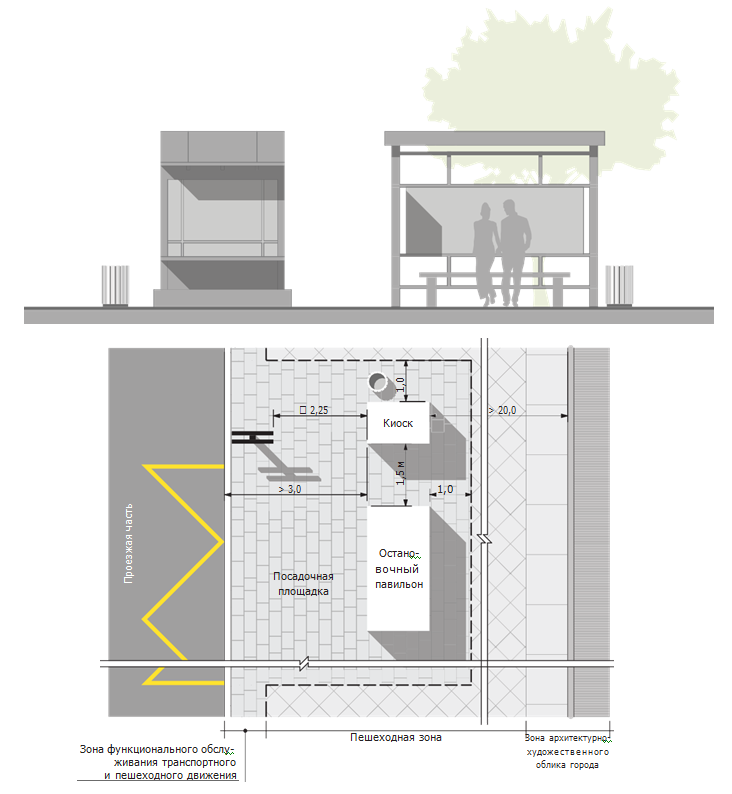 1,0
□ 2,25
Киоск
> 20,0
1,5 м
> 3,0
1,0
Проезжая часть
Остано-
вочный
павильон
Посадочная
площадка
Пешеходная зона
Зона функционального обслу-
живания транспортного
и пешеходного движения
Зона архитектурно-
художественного
облика города